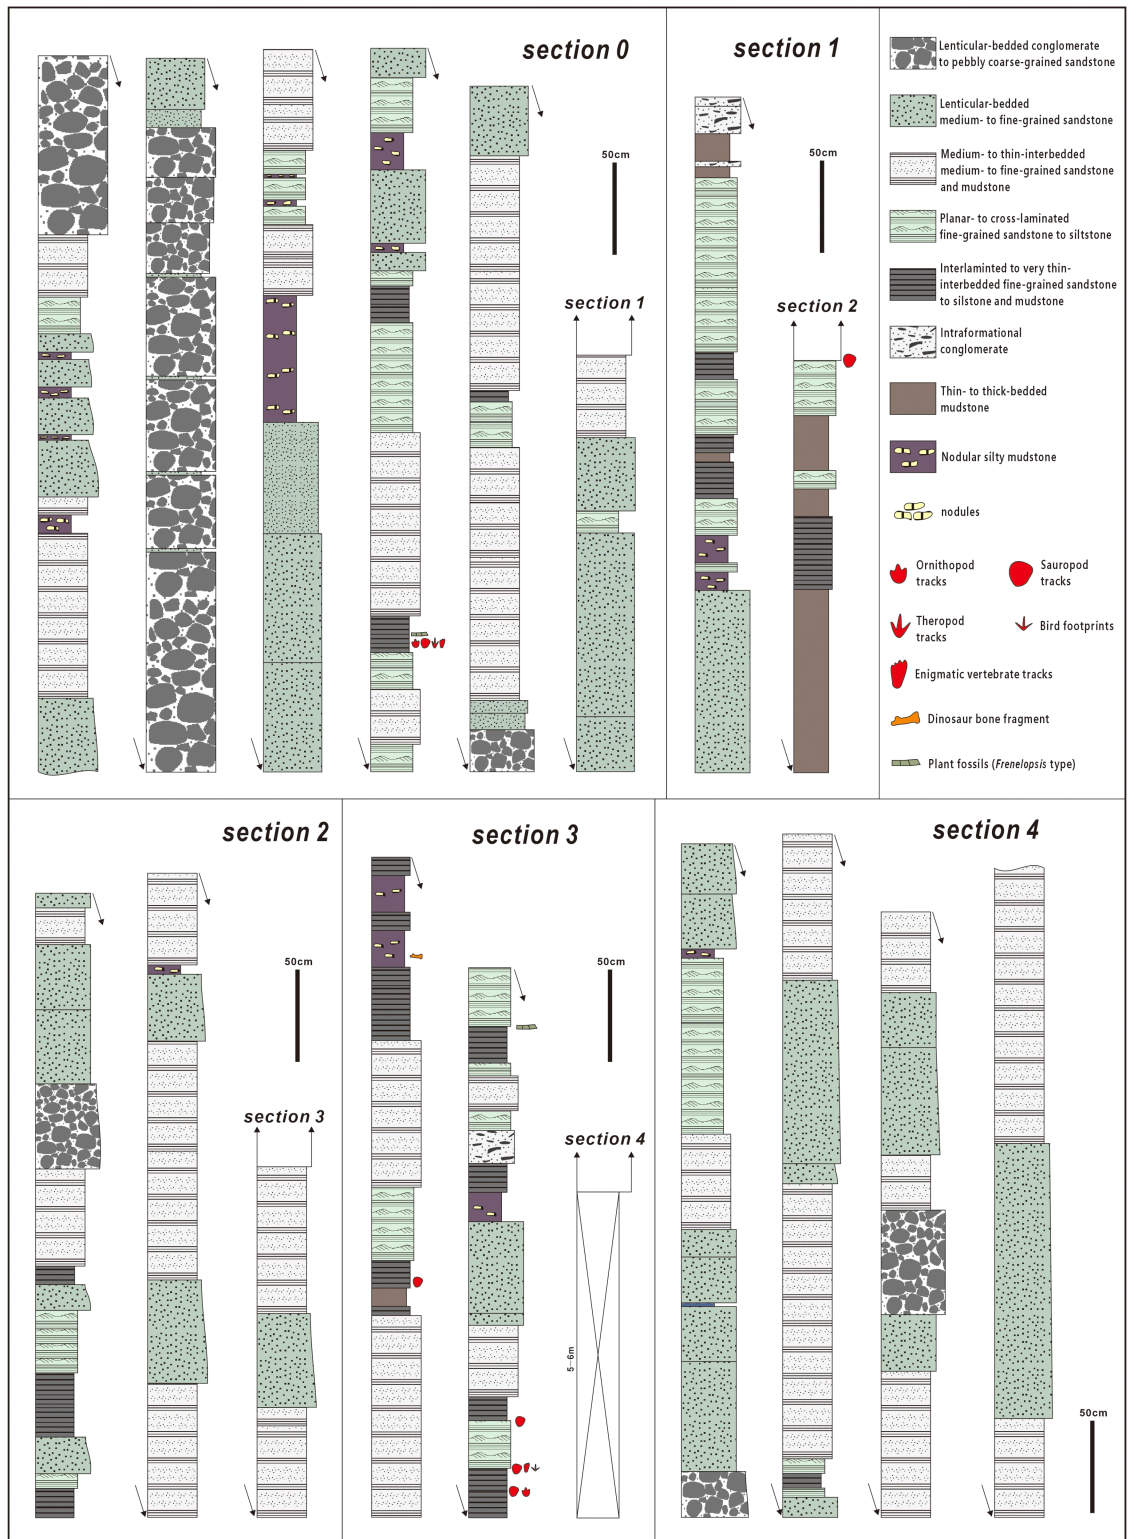 section 0
section 1
50cm
50cm
section 1
section 2
Lenticular-bedded conglomerate
to pebbly coarse-grained sandstone
Lenticular-bedded
medium- to fine-grained sandstone
Medium- to thin-interbedded
medium- to fine-grained sandstone
and mudstone
Planar- to cross-laminated
fine-grained sandstone to siltstone
Interlaminted to very thin-
interbedded fine-grained sandstone
to silstone and mudstone
Intraformational
conglomerate
Thin- to thick-bedded
mudstone
Nodular silty mudstone
nodules
Ornithopod
tracks
Sauropod
tracks
Theropod
tracks
Bird footprints
Enigmatic vertebrate tracks
Dinosaur bone fragment
Plant fossils (Frenelopsis type)
section 2
50cm
section 3
section 3
50cm
section 4
5-6m
section 4
50cm